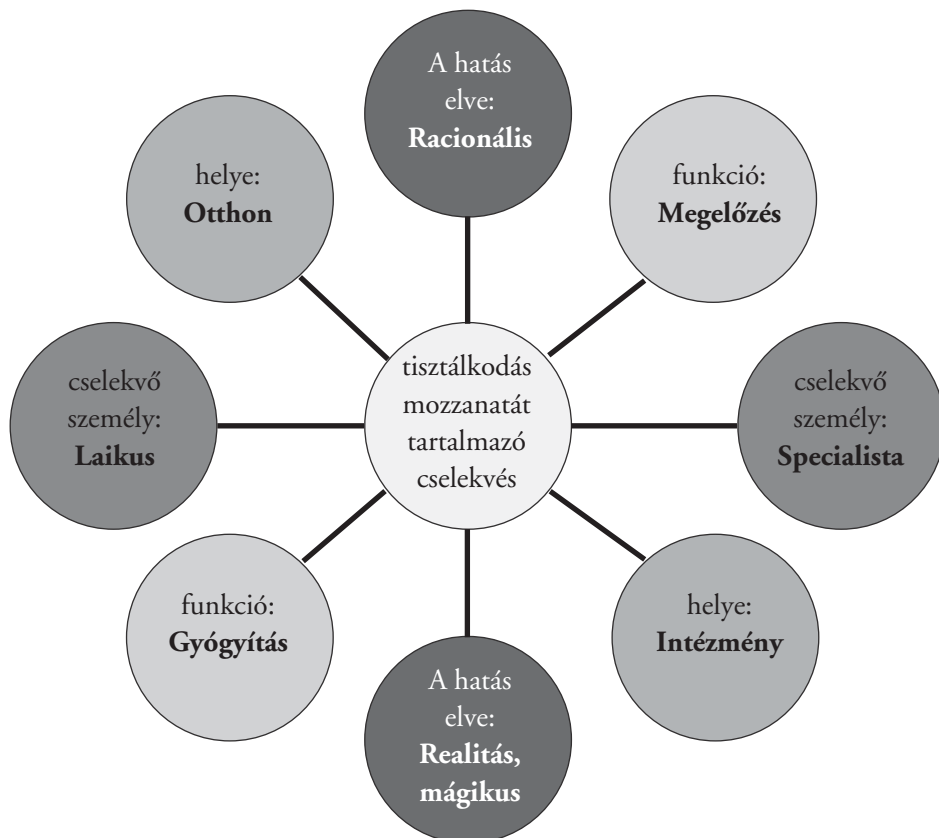 A hatás
elve:
Racionális
helye:
Otthon
funkció:
Megelőzés
cselekvő
személy:
Laikus
tisztálkodás
mozzanatát
tartalmazó
cselekvés
cselekvő
személy:
Specialista
funkció:
Gyógyítás
helye:
Intézmény
A hatás
elve:
Realitás,
mágikus